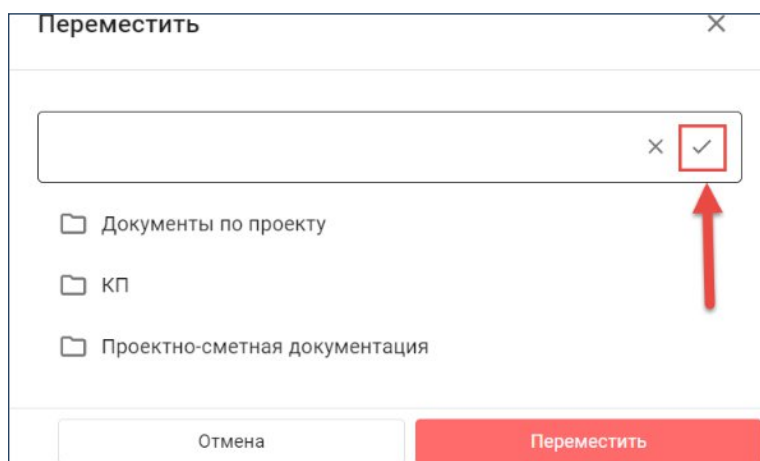 Переместить
Документы по проекту
КП
Проектно-сметная документация
Отмена
Переместить